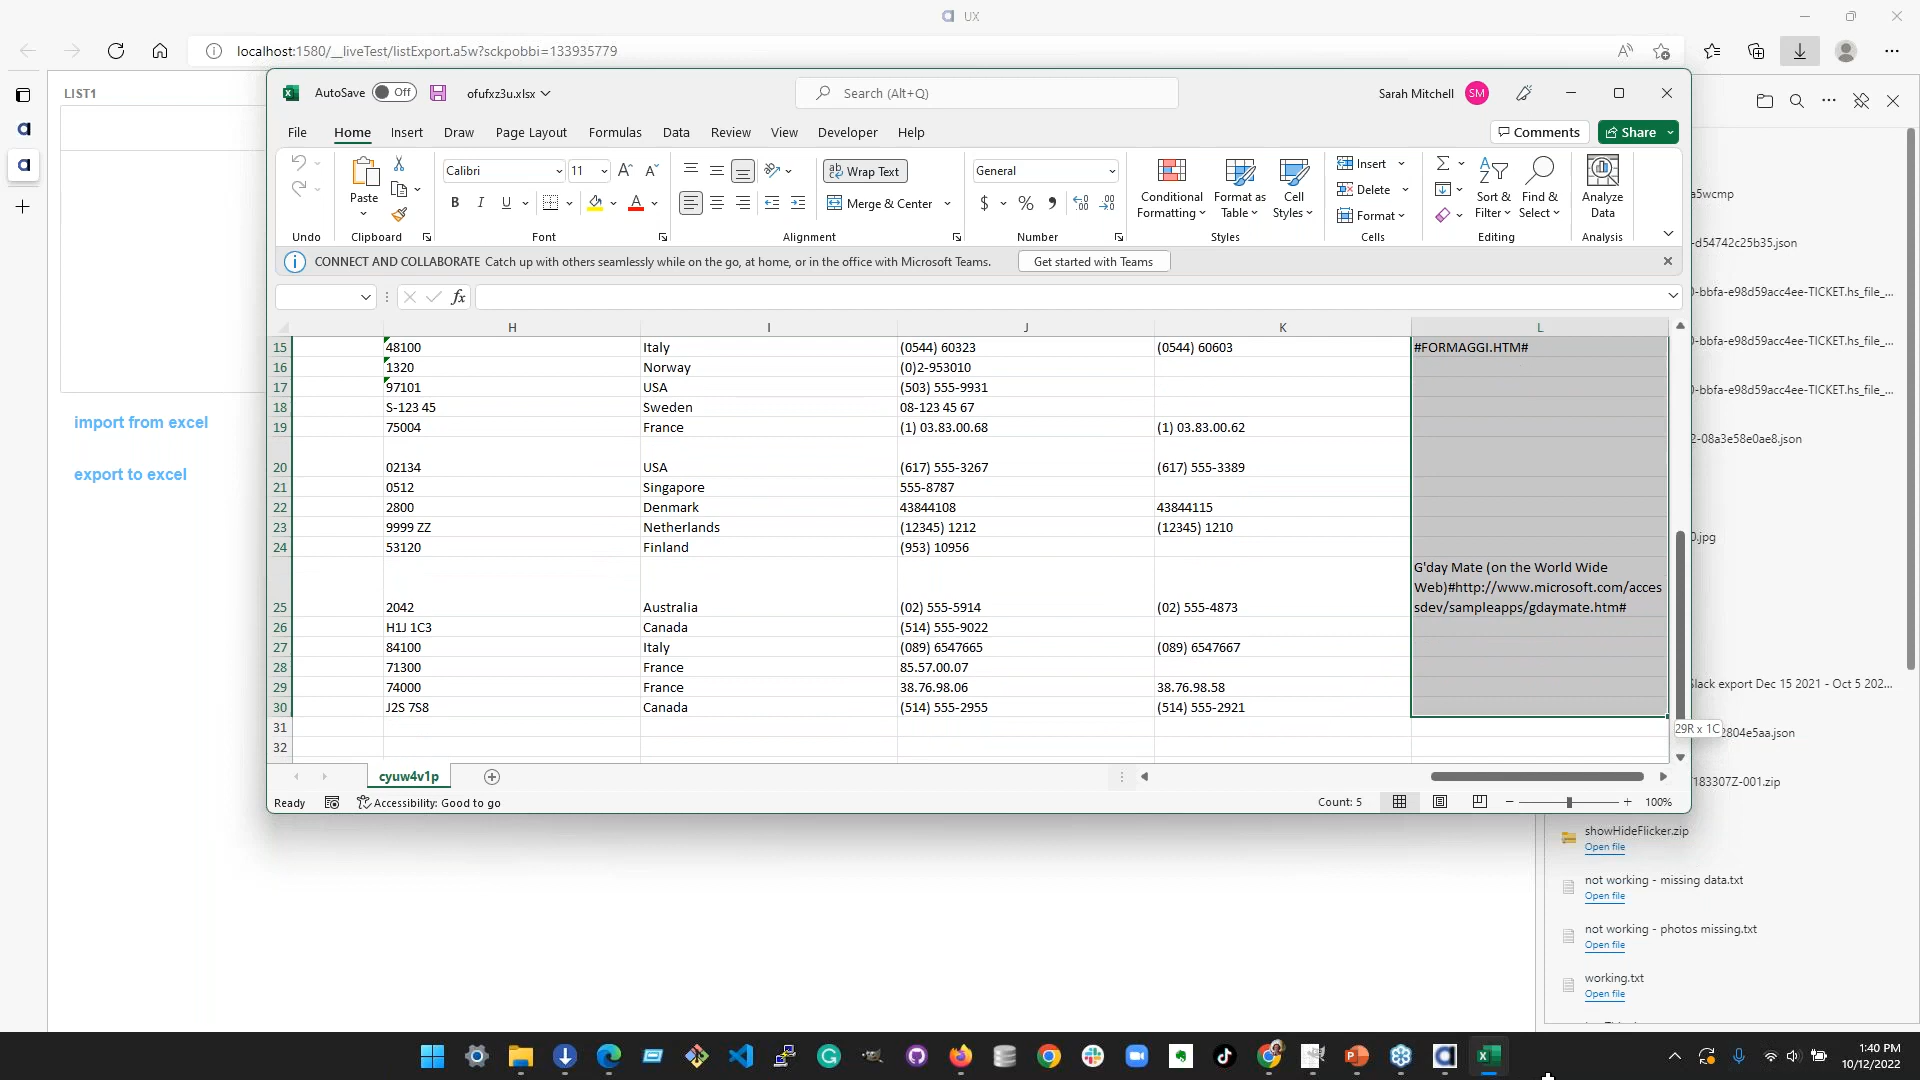 UX
localhost:1580/__liveTest/listExport.a5w?sckpobbi=133935779
LIST1
import from excel
export to excel
AutoSave Off ofufxz3u.xlsx
Search (Alt+Q)
Sarah Mitchell SM
File Home Insert Draw Page Layout Formulas Data Review View Developer Help
Comments Share
Calibri 11
Wrap Text
General
Paste
B I U
Merge & Center
$ % ,
Conditional Formatting
Format as Table
Cell Styles
Insert
Delete
Format
Sort & Filter
Find & Select
Analyze Data
Undo Clipboard Font Alignment Number Styles Cells Editing Analysis
CONNECT AND COLLABORATE Catch up with others seamlessly while on the go, at home, or in the office with Microsoft Teams. Get started with Teams
fx
H I J K L
15 48100 Italy (0544) 60323 (0544) 60603 #FORMAGGI.HTM#
16 1320 Norway (0)2-953010
17 97101 USA (503) 555-9931
18 S-123 45 Sweden 08-123 45 67
19 75004 France (1) 03.83.00.68 (1) 03.83.00.62
20 02134 USA (617) 555-3267 (617) 555-3389
21 0512 Singapore 555-8787
22 2800 Denmark 43844108 43844115
23 9999 ZZ Netherlands (12345) 1212 (12345) 1210
24 53120 Finland (953) 10956
G'day Mate (on the World Wide
Web)#http://www.microsoft.com/acces
25 2042 Australia (02) 555-5914 (02) 555-4873 sdev/sampleapps/gdaymate.htm#
26 H1J 1C3 Canada (514) 555-9022
27 84100 Italy (089) 6547665 (089) 6547667
28 71300 France 85.57.00.07
29 74000 France 38.76.98.06 38.76.98.58
30 J2S 7S8 Canada (514) 555-2955 (514) 555-2921
31
32
29R x 1C
cyuw4v1p
Ready Accessibility: Good to go Count: 5 100%
a5wcmp
-d54742c25b35.json
-bbfa-e98d59acc4ee-TICKET.hs_file_...
-bbfa-e98d59acc4ee-TICKET.hs_file_...
-bbfa-e98d59acc4ee-TICKET.hs_file_...
2-08a3e58e0ae8.json
0.jpg
lack export Dec 15 2021 - Oct 5 202...
2804e5aa.json
183307Z-001.zip
showHideFlicker.zip
Open file
not working - missing data.txt
Open file
not working - photos missing.txt
Open file
working.txt
Open file
1:40 PM
10/12/2022